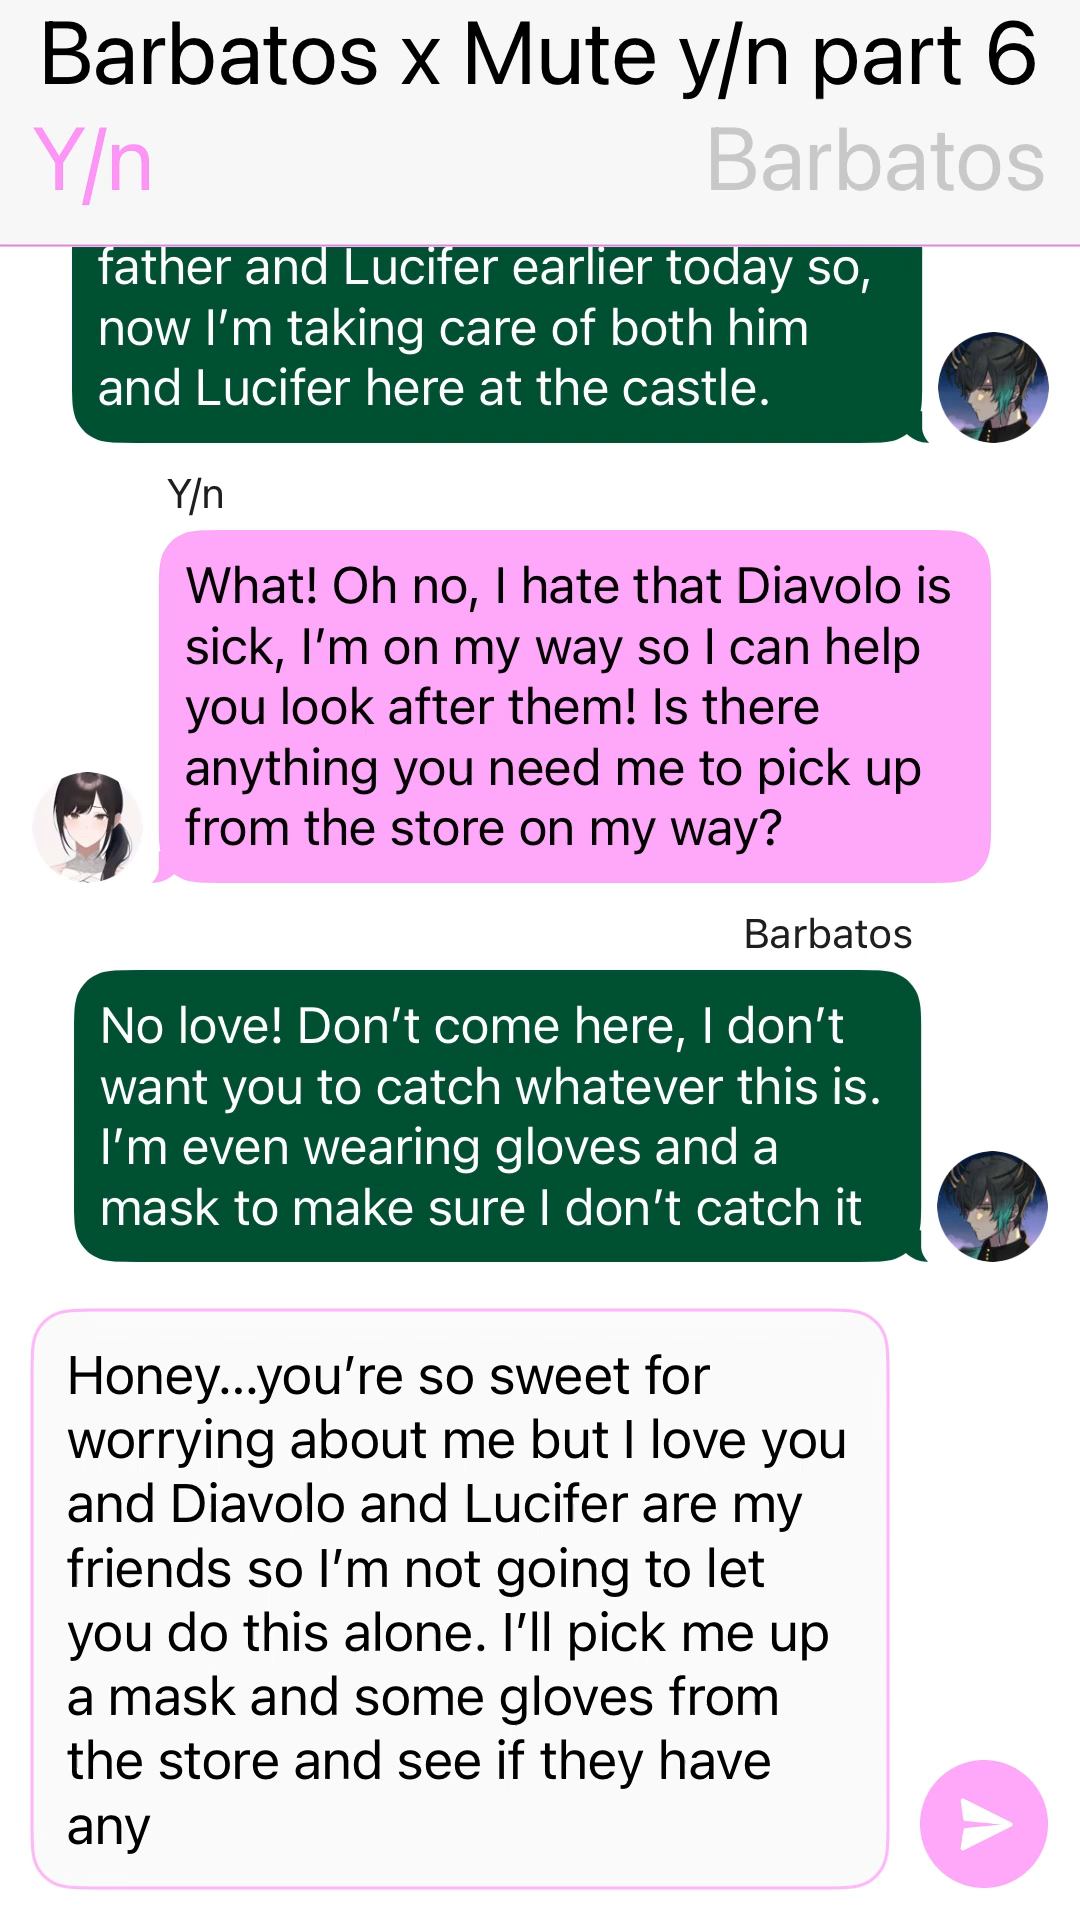 Barbatos x Mute y/n part 6
Y/n
Barbatos
father and Lucifer earlier today so,
now I’m taking care of both him
and Lucifer here at the castle.
Y/n
What! Oh no, I hate that Diavolo is
sick, I’m on my way so I can help
you look after them! Is there
anything you need me to pick up
from the store on my way?
Barbatos
No love! Don’t come here, I don’t
want you to catch whatever this is.
I’m even wearing gloves and a
mask to make sure I don’t catch it
Honey...you’re so sweet for
worrying about me but I love you
and Diavolo and Lucifer are my
friends so I’m not going to let
you do this alone. I’ll pick me up
a mask and some gloves from
the store and see if they have
any